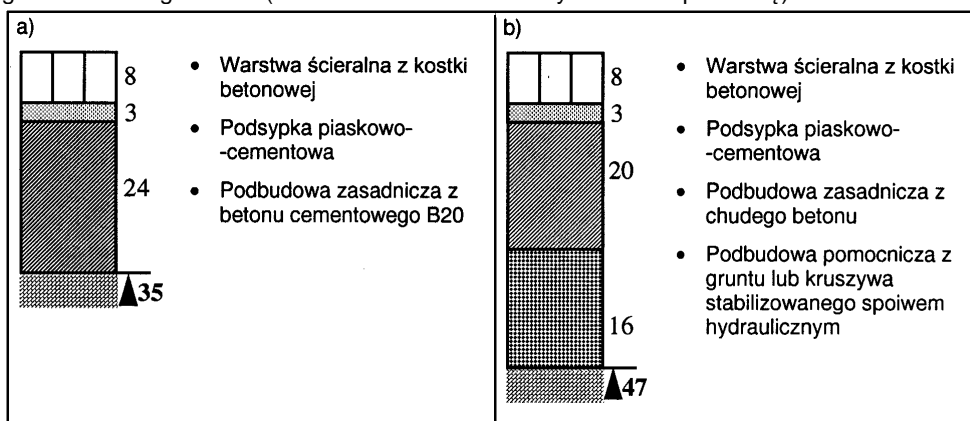 a)
8
3
24
35
• Warstwa ścieralna z kostki
betonowej
• Podsypka piaskowo-
-cementowa
• Podbudowa zasadnicza z
betonu cementowego B20
b)
8
3
20
16
47
• Warstwa ścieralna z kostki
betonowej
• Podsypka piaskowo-
-cementowa
• Podbudowa zasadnicza z
chudego betonu
• Podbudowa pomocnicza z
gruntu lub kruszywa
stabilizowanego spoiwem
hydraulicznym